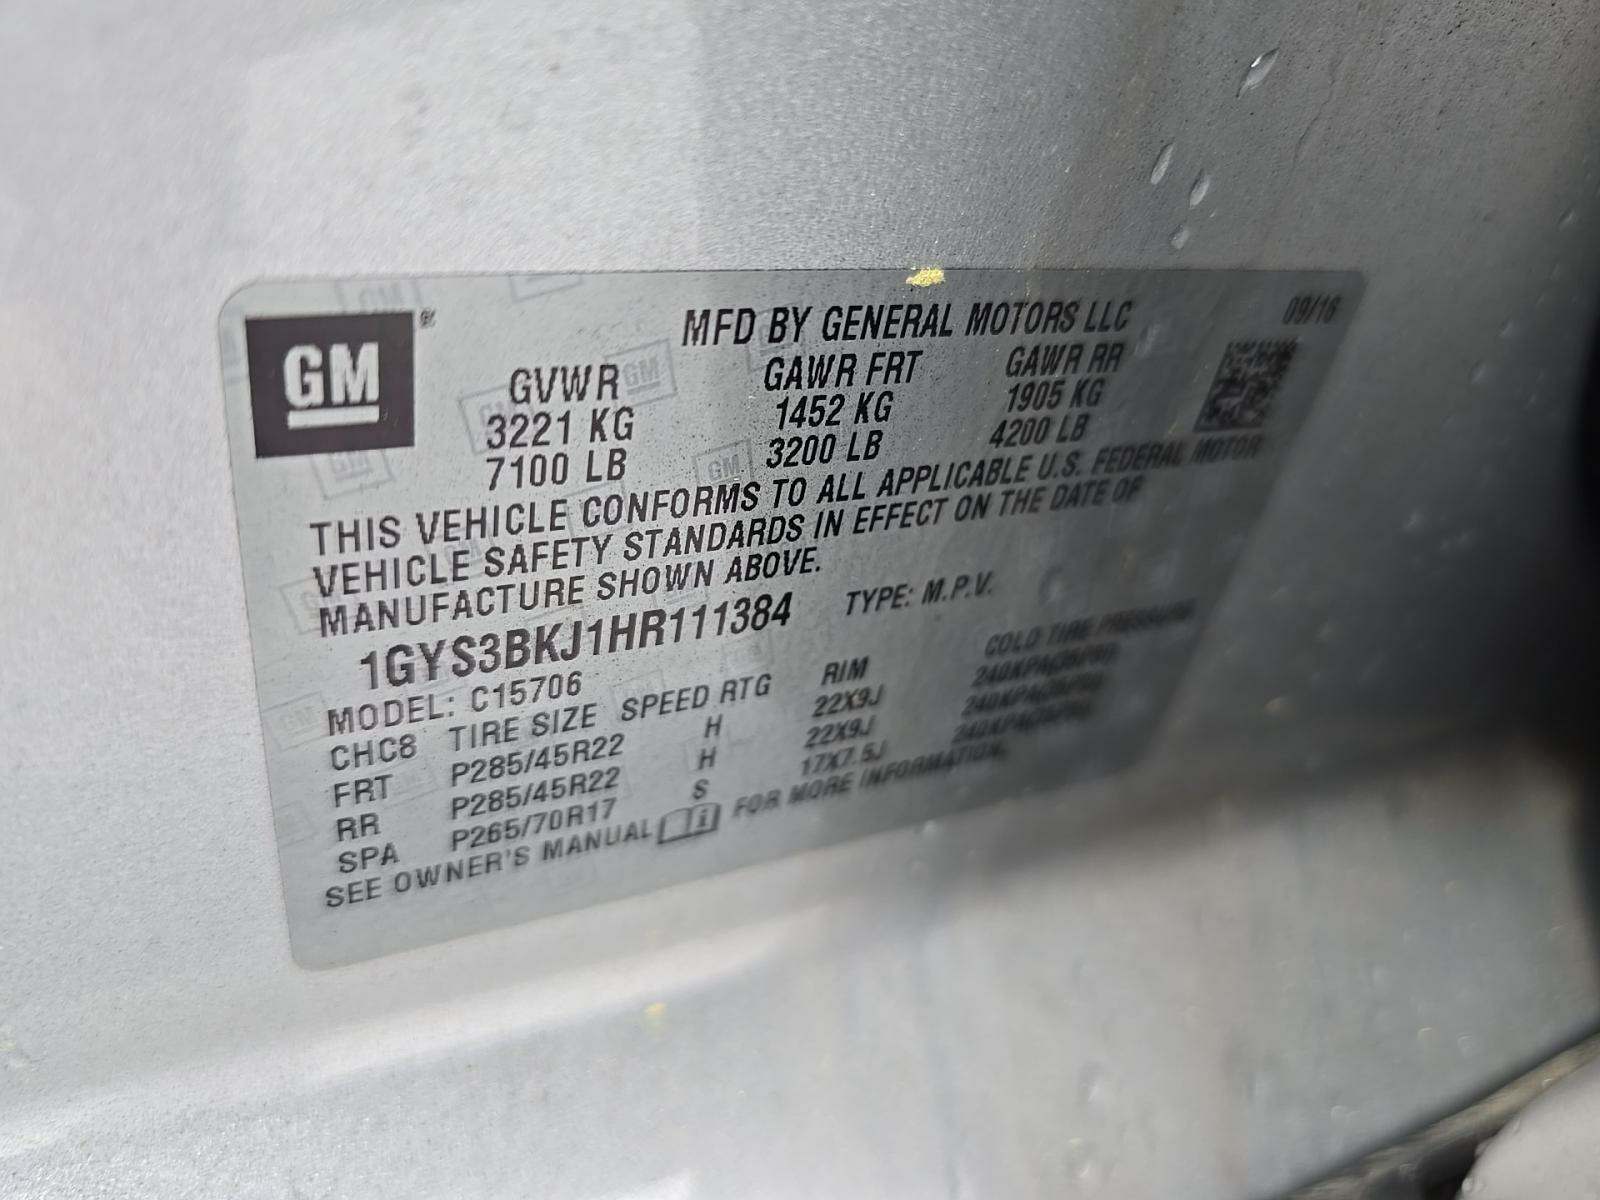 GM
MFD BY GENERAL MOTORS LLC 09/16
GVWR GAWR FRT GAWR RR
3221 KG 1452 KG 1905 KG
7100 LB 3200 LB 4200 LB
THIS VEHICLE CONFORMS TO ALL APPLICABLE U.S. FEDERAL MOTOR
VEHICLE SAFETY STANDARDS IN EFFECT ON THE DATE OF
MANUFACTURE SHOWN ABOVE.
1GYS3BKJ1HR111384 TYPE: M.P.V.
MODEL: C15706
CHC8 TIRE SIZE SPEED RTG RIM COLD TIRE PRESSURE
FRT P285/45R22 H 22X9J
RR P285/45R22 H 22X9J
SPA P265/70R17 S 17X7.5J
SEE OWNER'S MANUAL FOR MORE INFORMATION.